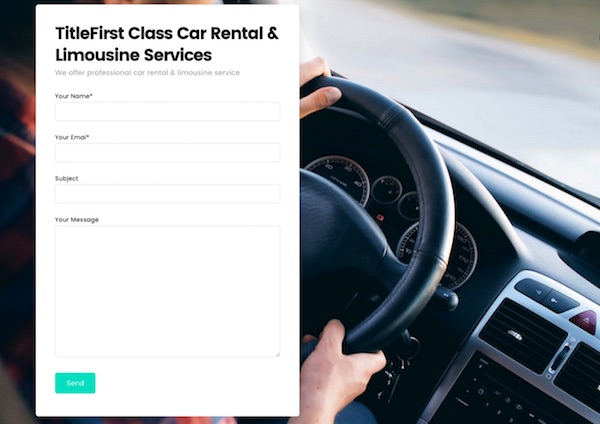 TitleFirst Class Car Rental &
Limousine Services
We offer professional car rental & limousine service
Your Name*
Your Emai*
Subject
Your Message
Send